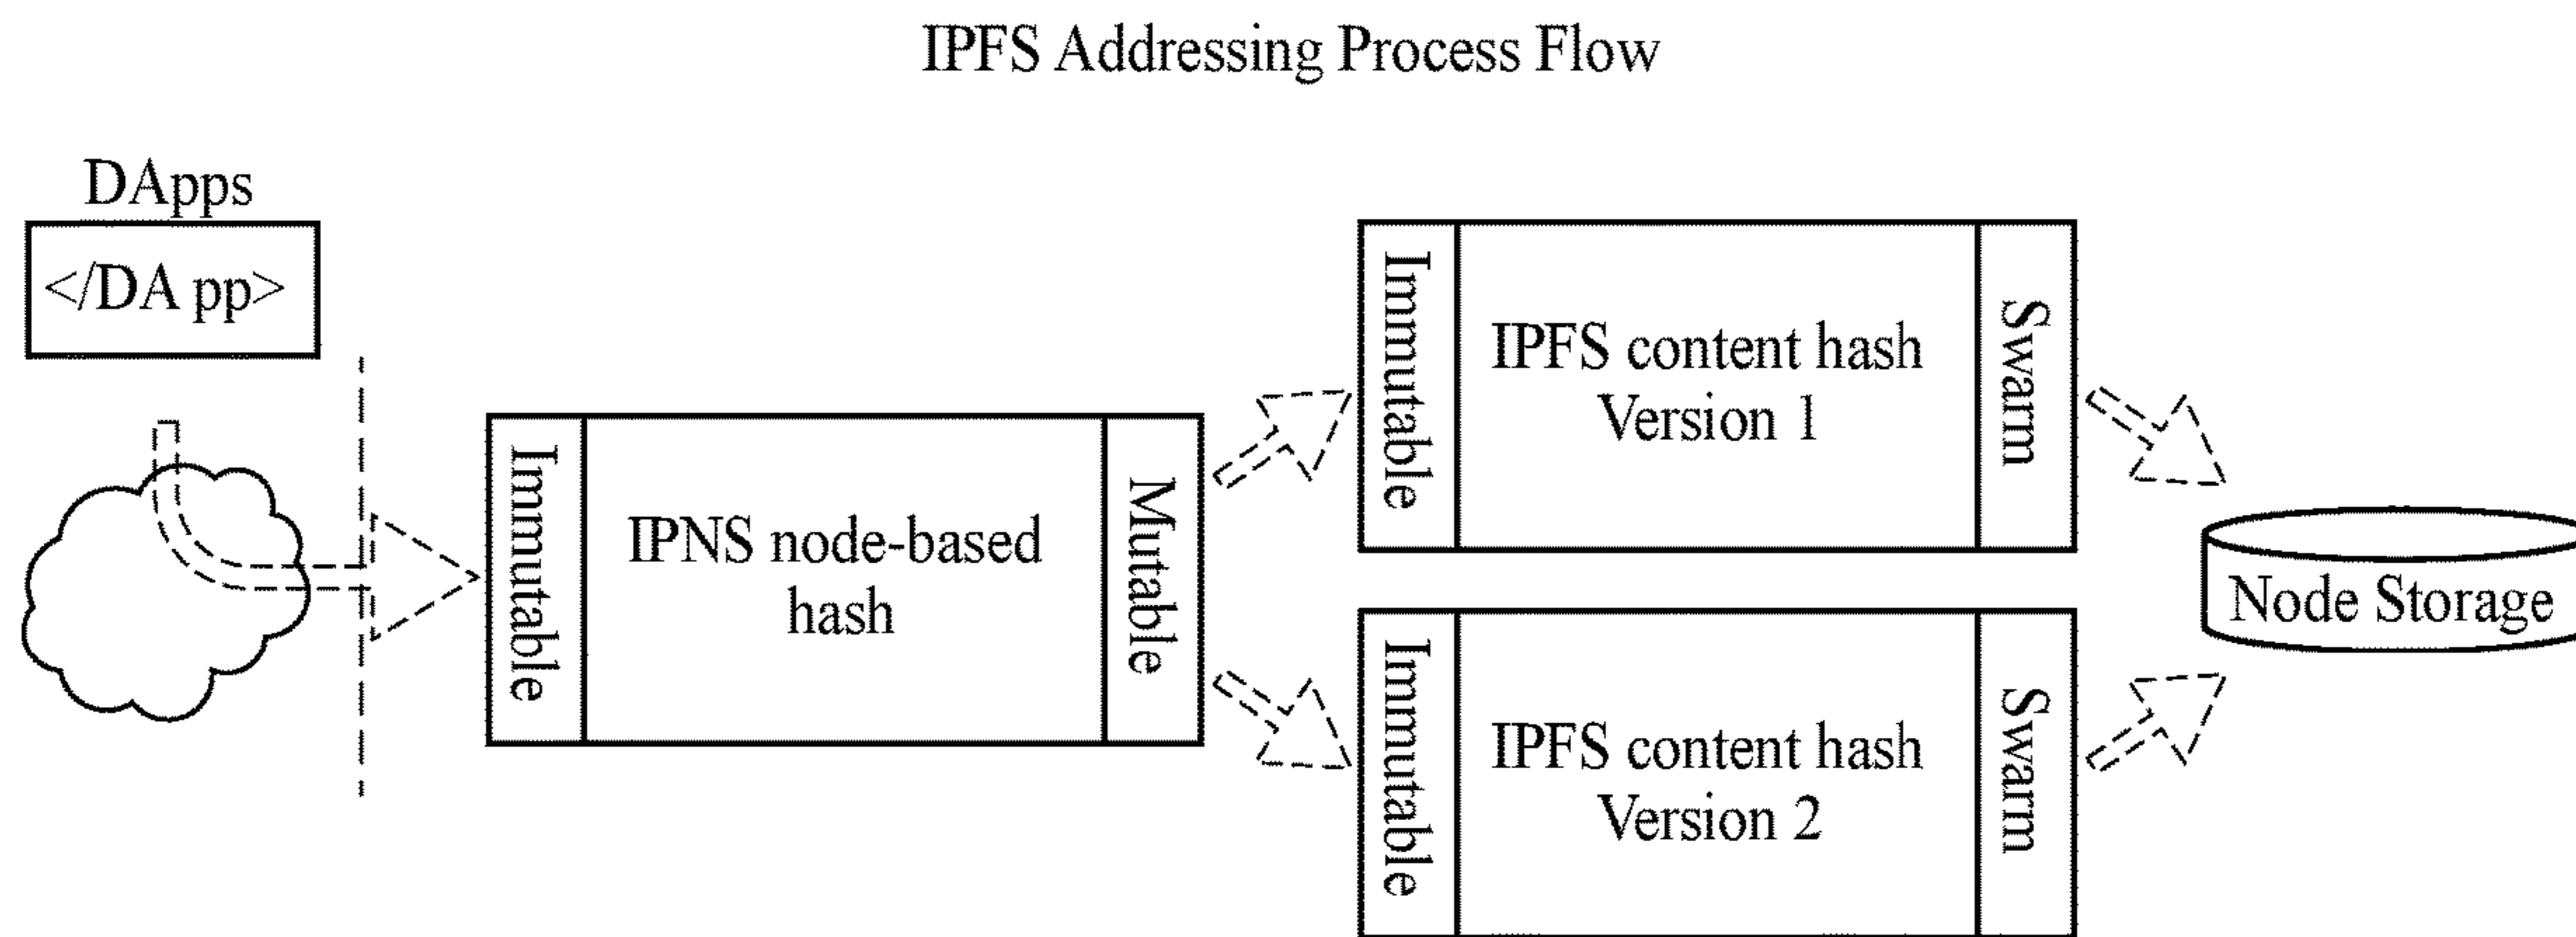 IPFS Addressing Process Flow
DApps
</DA pp>
Immutable
IPNS node-based
hash
Mutable
Immutable
IPFS content hash
Version 1
Swarm
Immutable
IPFS content hash
Version 2
Swarm
Node Storage